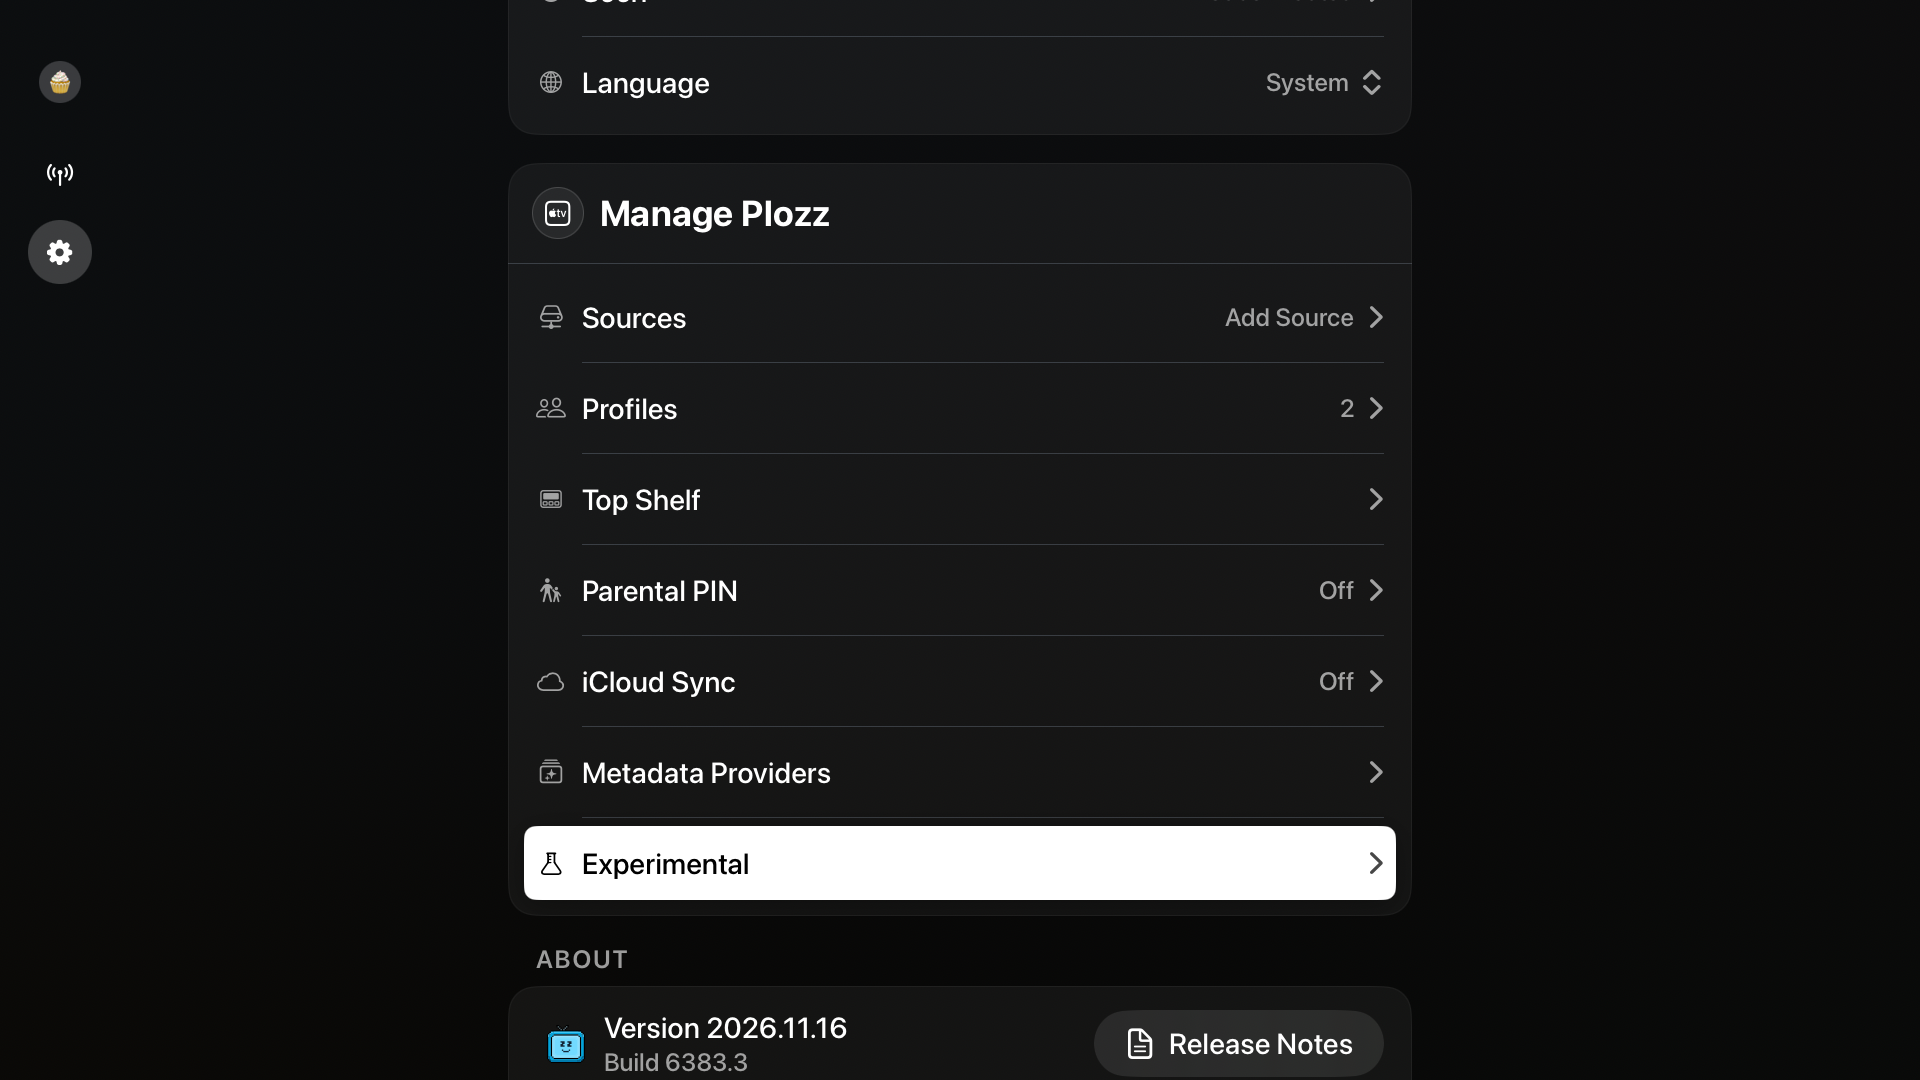 Language
System
Manage Plozz
Sources
Add Source
Profiles
2
Top Shelf
Parental PIN
Off
iCloud Sync
Off
Metadata Providers
Experimental
ABOUT
Version 2026.11.16
Build 6383.3
Release Notes